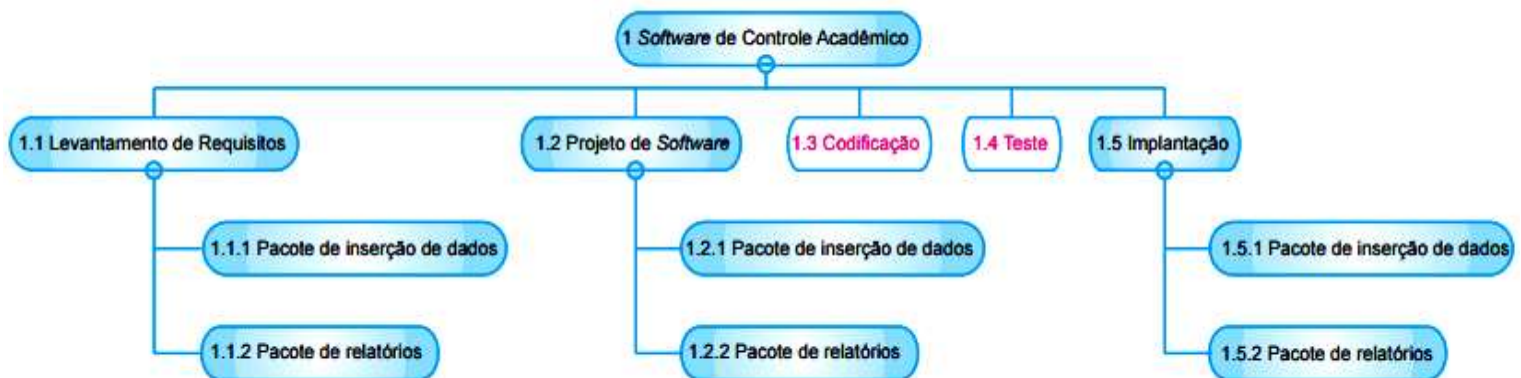 1 Software de Controle Acadêmico
1.1 Levantamento de Requisitos
1.2 Projeto de Software
1.3 Codificação
1.4 Teste
1.5 Implantação
1.1.1 Pacote de inserção de dados
1.2.1 Pacote de inserção de dados
1.5.1 Pacote de inserção de dados
1.1.2 Pacote de relatórios
1.2.2 Pacote de relatórios
1.5.2 Pacote de relatórios